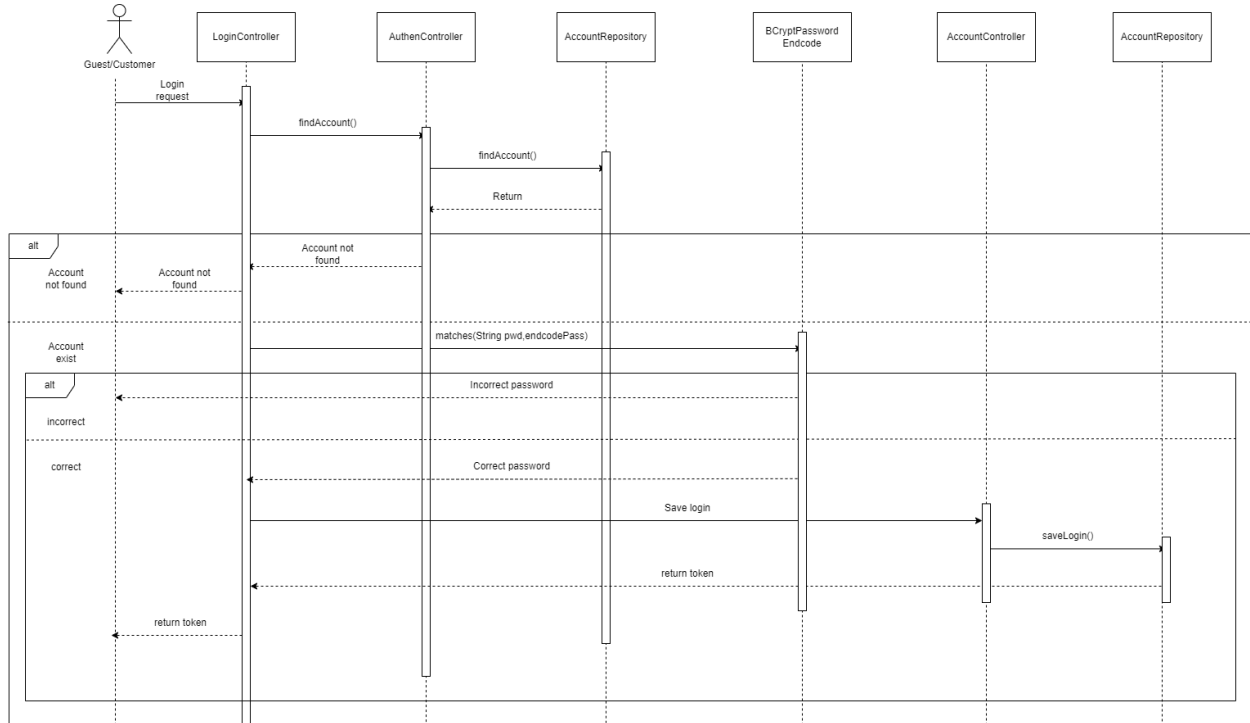 LoginController
AuthenController
AccountRepository
BCryptPassword
Endcode
AccountController
AccountRepository
Guest/Customer
Login
request
findAccount()
findAccount()
Return
alt
Account not
found
Account
not found
Account not
found
matches(String pwd,endcodePass)
Account
exist
alt
Incorrect password
incorrect
correct
Correct password
Save login
saveLogin()
return token
return token